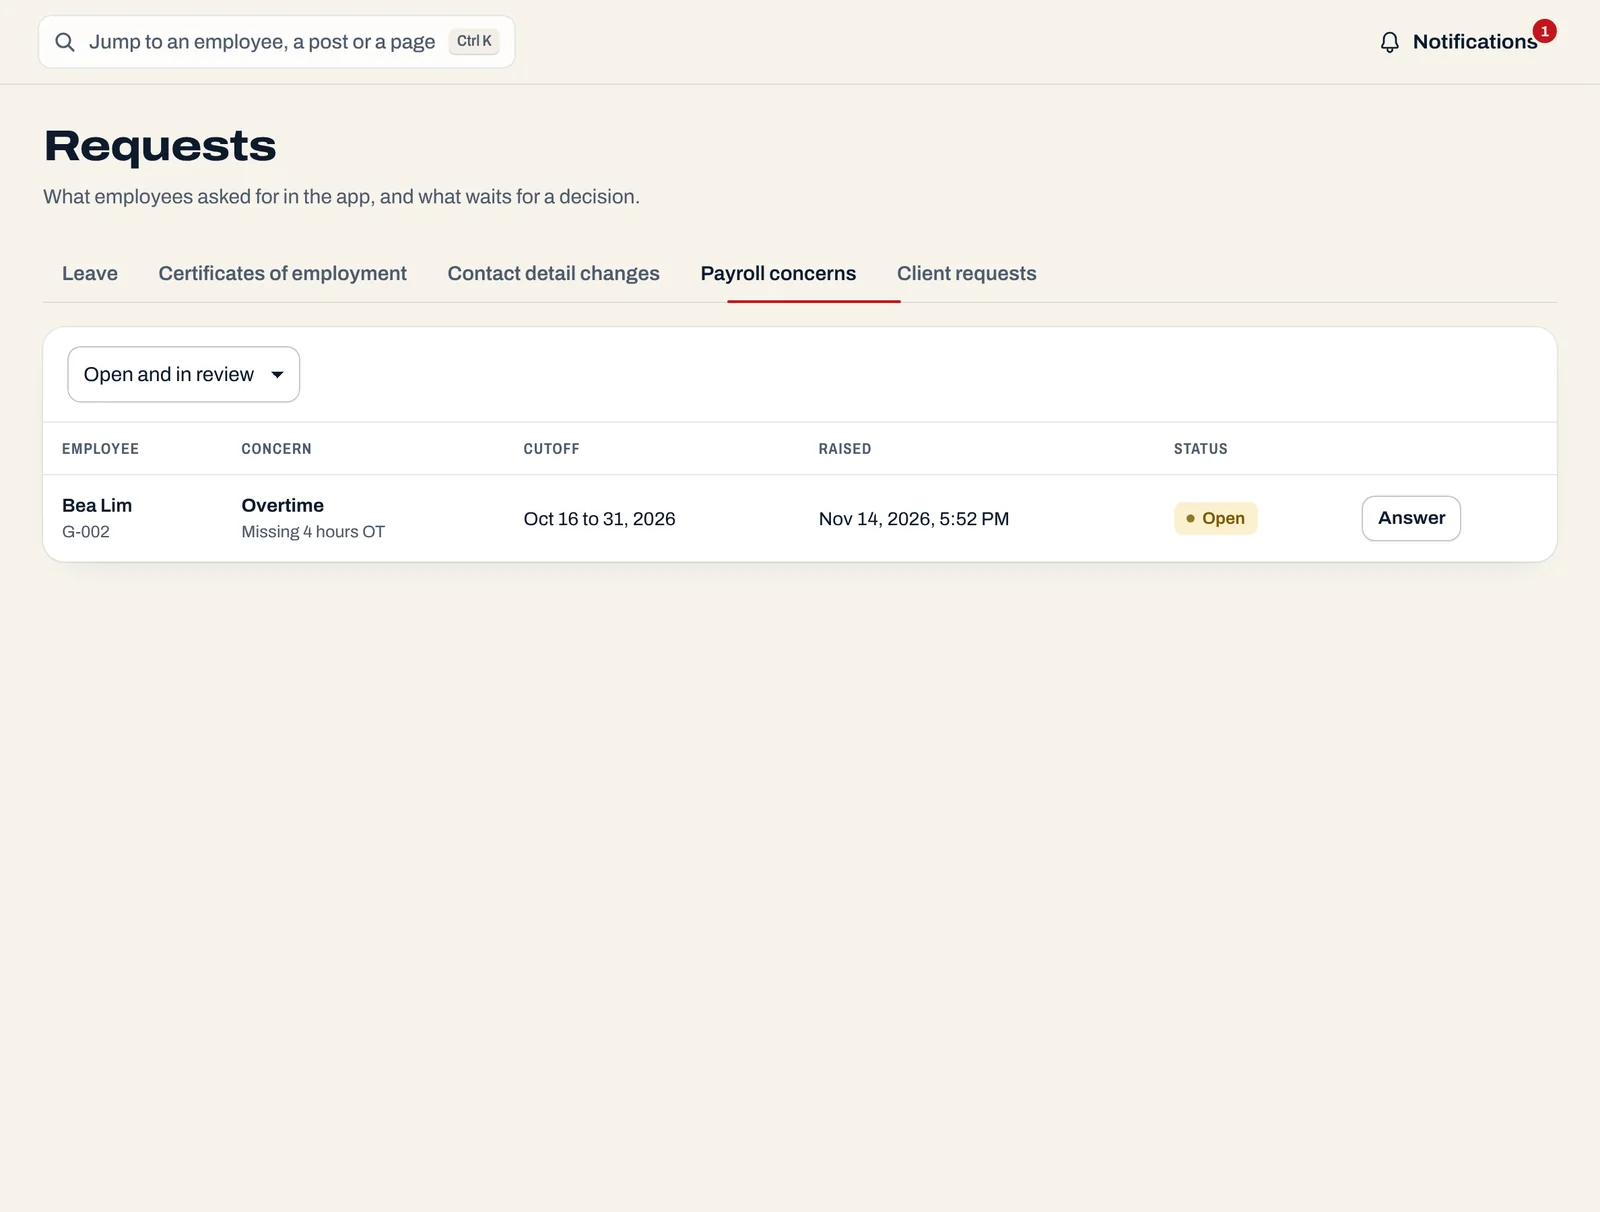 Jump to an employee, a post or a page Ctrl K
Notifications 1
Requests
What employees asked for in the app, and what waits for a decision.
Leave Certificates of employment Contact detail changes Payroll concerns Client requests
Open and in review
EMPLOYEE CONCERN CUTOFF RAISED STATUS
Bea Lim Overtime
G-002 Missing 4 hours OT
Oct 16 to 31, 2026 Nov 14, 2026, 5:52 PM Open Answer